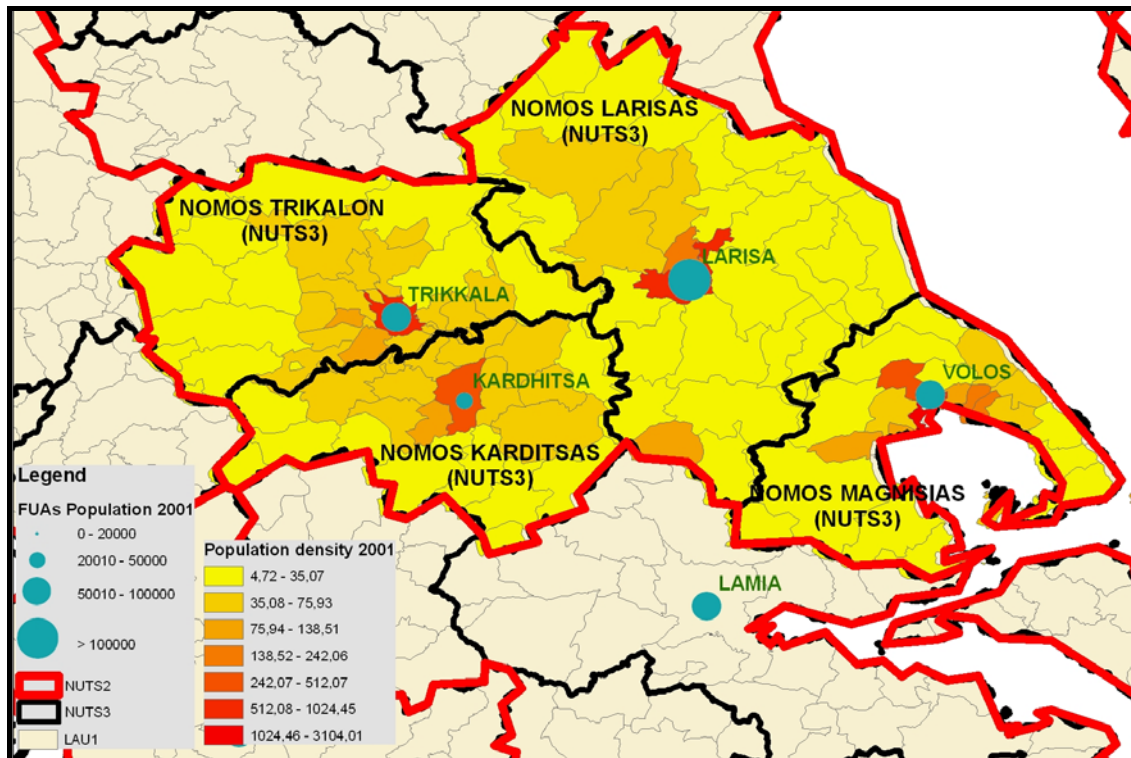 NOMOS LARISAS
(NUTS3)
NOMOS TRIKALON
(NUTS3)
LARISA
TRIKKALA
VOLOS
KARDHITSA
NOMOS KARDITSAS
(NUTS3)
NOMOS MAGNISIAS
(NUTS3)
LAMIA
Legend
FUAs Population 2001
0 - 20000
20010 - 50000
50010 - 100000
> 100000
NUTS2
NUTS3
LAU1
Population density 2001
4,72 - 35,07
35,08 - 75,93
75,94 - 138,51
138,52 - 242,06
242,07 - 512,07
512,08 - 1024,45
1024,46 - 3104,01